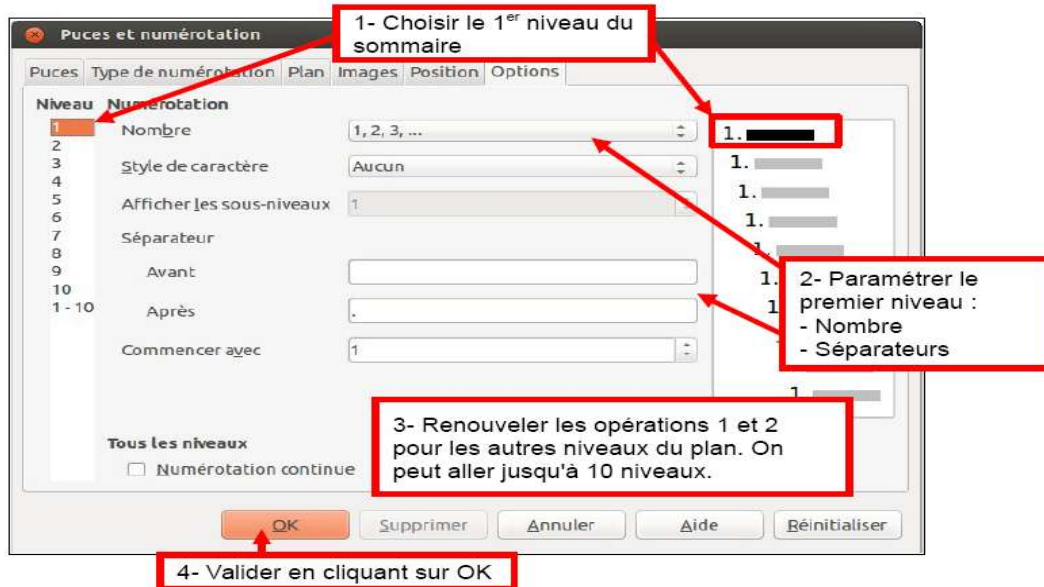 1- Choisir le 1er niveau du
sommaire
Puces et numérotation
Puces Type de numérotation Plan Images Position Options
Niveau Numérotation
1
2
3
4
5
6
7
8
9
10
1 - 10
Nombre 1, 2, 3, ...
Style de caractère Aucun
Afficher les sous-niveaux 1
Séparateur
Avant
Après .
Commencer avec 1
Tous les niveaux
Numérotation continue
1.
1.
1.
1.
1.
1.
1
1.
2- Paramétrer le
premier niveau :
- Nombre
- Séparateurs
3- Renouveler les opérations 1 et 2
pour les autres niveaux du plan. On
peut aller jusqu'à 10 niveaux.
OK Supprimer Annuler Aide Réinitialiser
4- Valider en cliquant sur OK